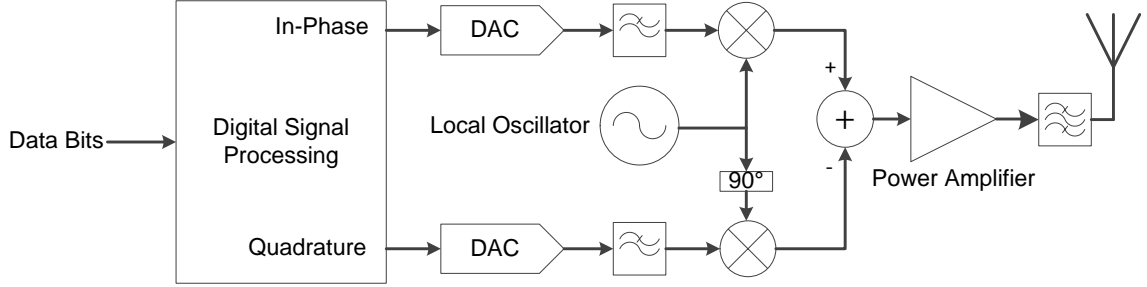 In-Phase
DAC
Local Oscillator
Data Bits
Digital Signal
Processing
+
+
-
90°
Power Amplifier
Quadrature
DAC